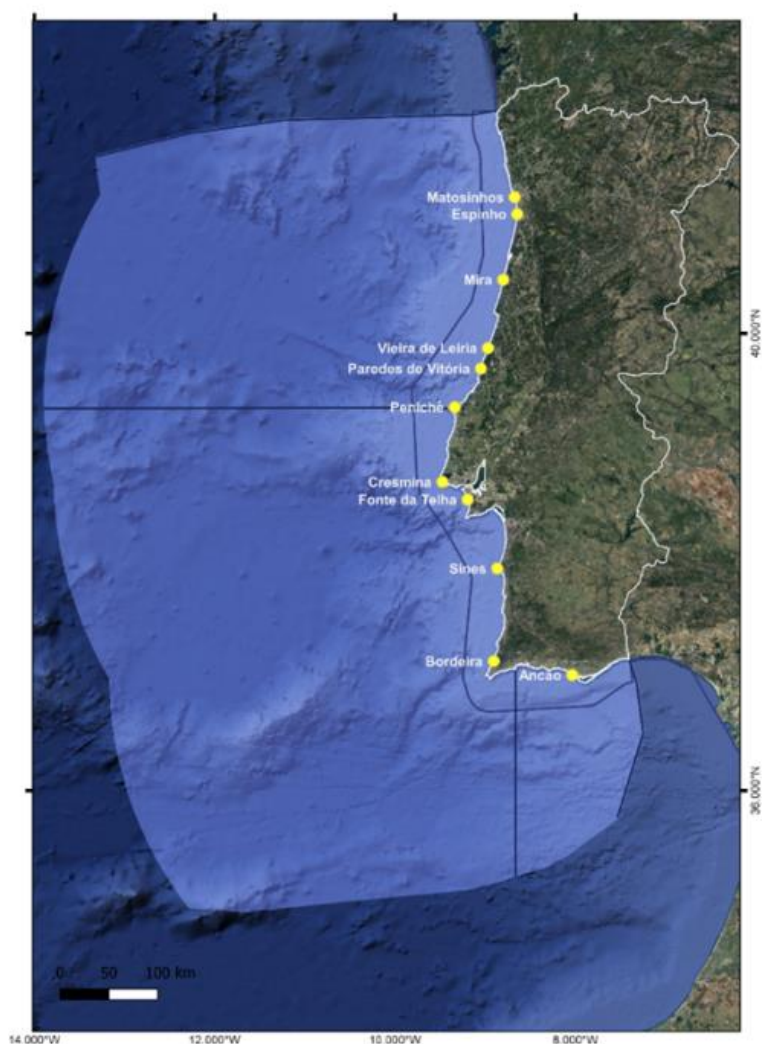 Matosinhos
Espinho
Mira
40.000°N
Vieira de Leiria
Paredes de Vitória
Peniche
Cresmina
Fonte da Telha
Sines
Bordeira
Ancão
36.000°N
0 50 100 km
14.000°W 12.000°W 10.000°W 8.000°W